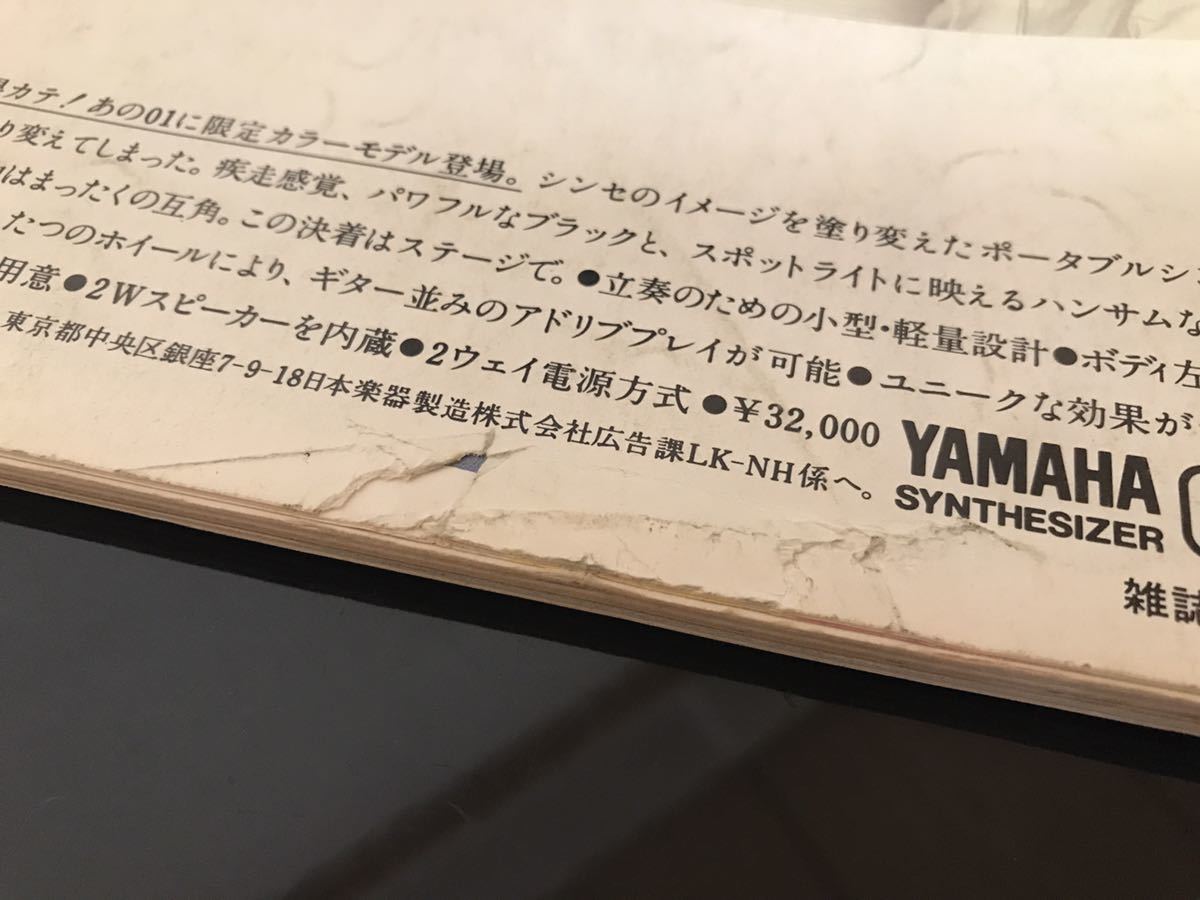 カテ!あの01に限定カラーモデル登場。シンセのイメージを塗り変えたポータブルシ
り変えてしまった。疾走感覚、パワフルなブラックと、スポットライトに映えるハンサムな
はまったくの互角。この決着はステージで。●立奏のための小型・軽量設計●ボディ左
たつのホイールにより、ギター並みのアドリブプレイが可能●ユニークな効果が
用意●2Wスピーカーを内蔵●2ウェイ電源方式●¥32,000
東京都中央区銀座7-9-18日本楽器製造株式会社広告課LK-NH係へ。
YAMAHA
SYNTHESIZER
雑誌